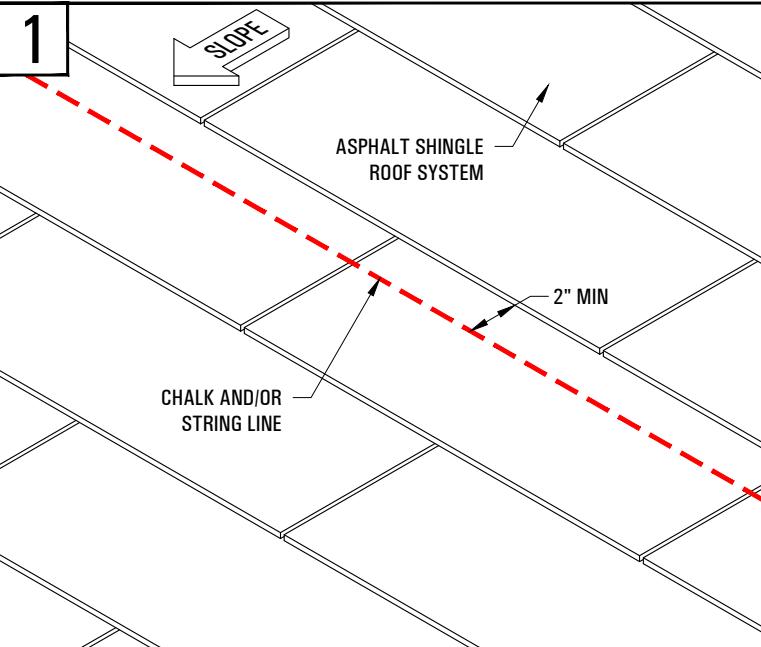 1
SLOPE
ASPHALT SHINGLE
ROOF SYSTEM
2" MIN
CHALK AND/OR
STRING LINE